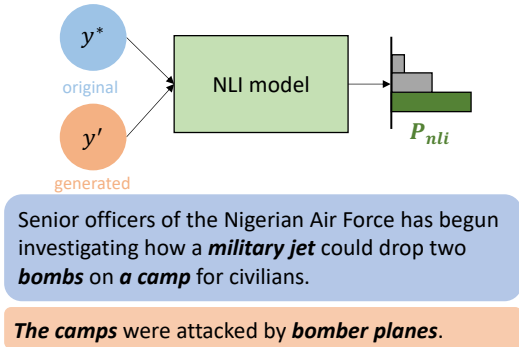 y*
original
NLI model
P_nli
y′
generated
Senior officers of the Nigerian Air Force has begun
investigating how a military jet could drop two
bombs on a camp for civilians.
The camps were attacked by bomber planes.